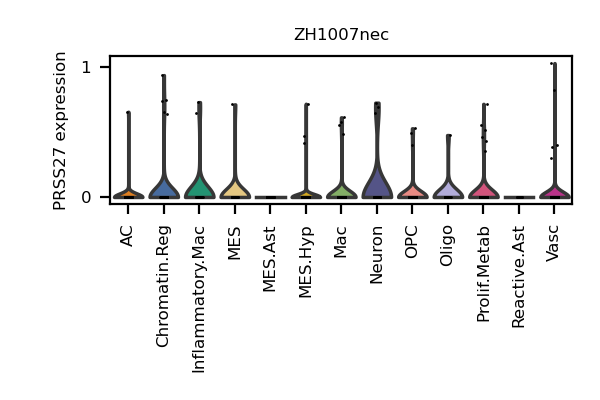 ZH1007nec
PRSS27 expression
1
0
AC
Chromatin.Reg
Inflammatory.Mac
MES
MES.Ast
MES.Hyp
Mac
Neuron
OPC
Oligo
Prolif.Metab
Reactive.Ast
Vasc